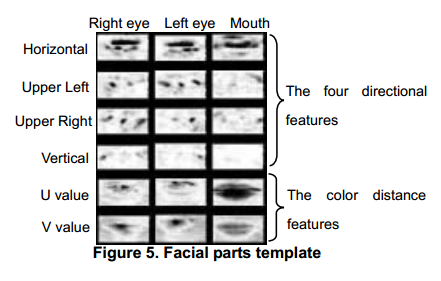 Right eye Left eye Mouth
Horizontal
Upper Left
The four directional
Upper Right
features
Vertical
U value
The color distance
V value
features
Figure 5. Facial parts template